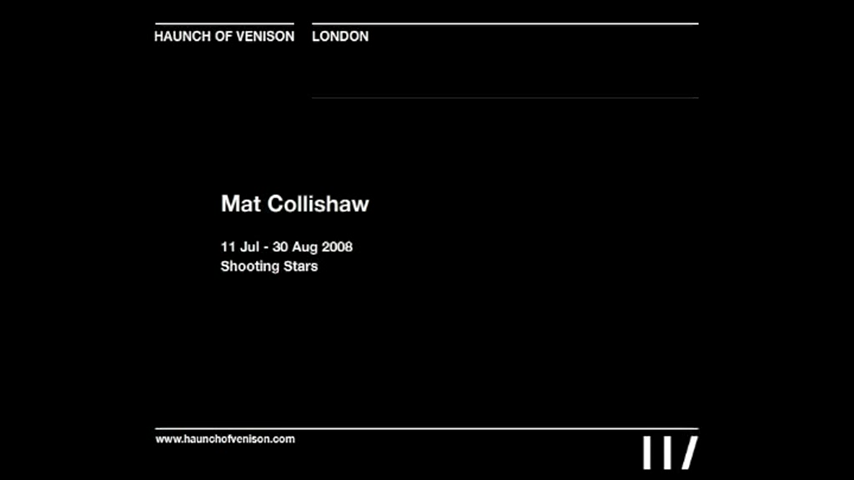 HAUNCH OF VENISON LONDON
Mat Collishaw
11 Jul - 30 Aug 2008
Shooting Stars
www.haunchofvenison.com